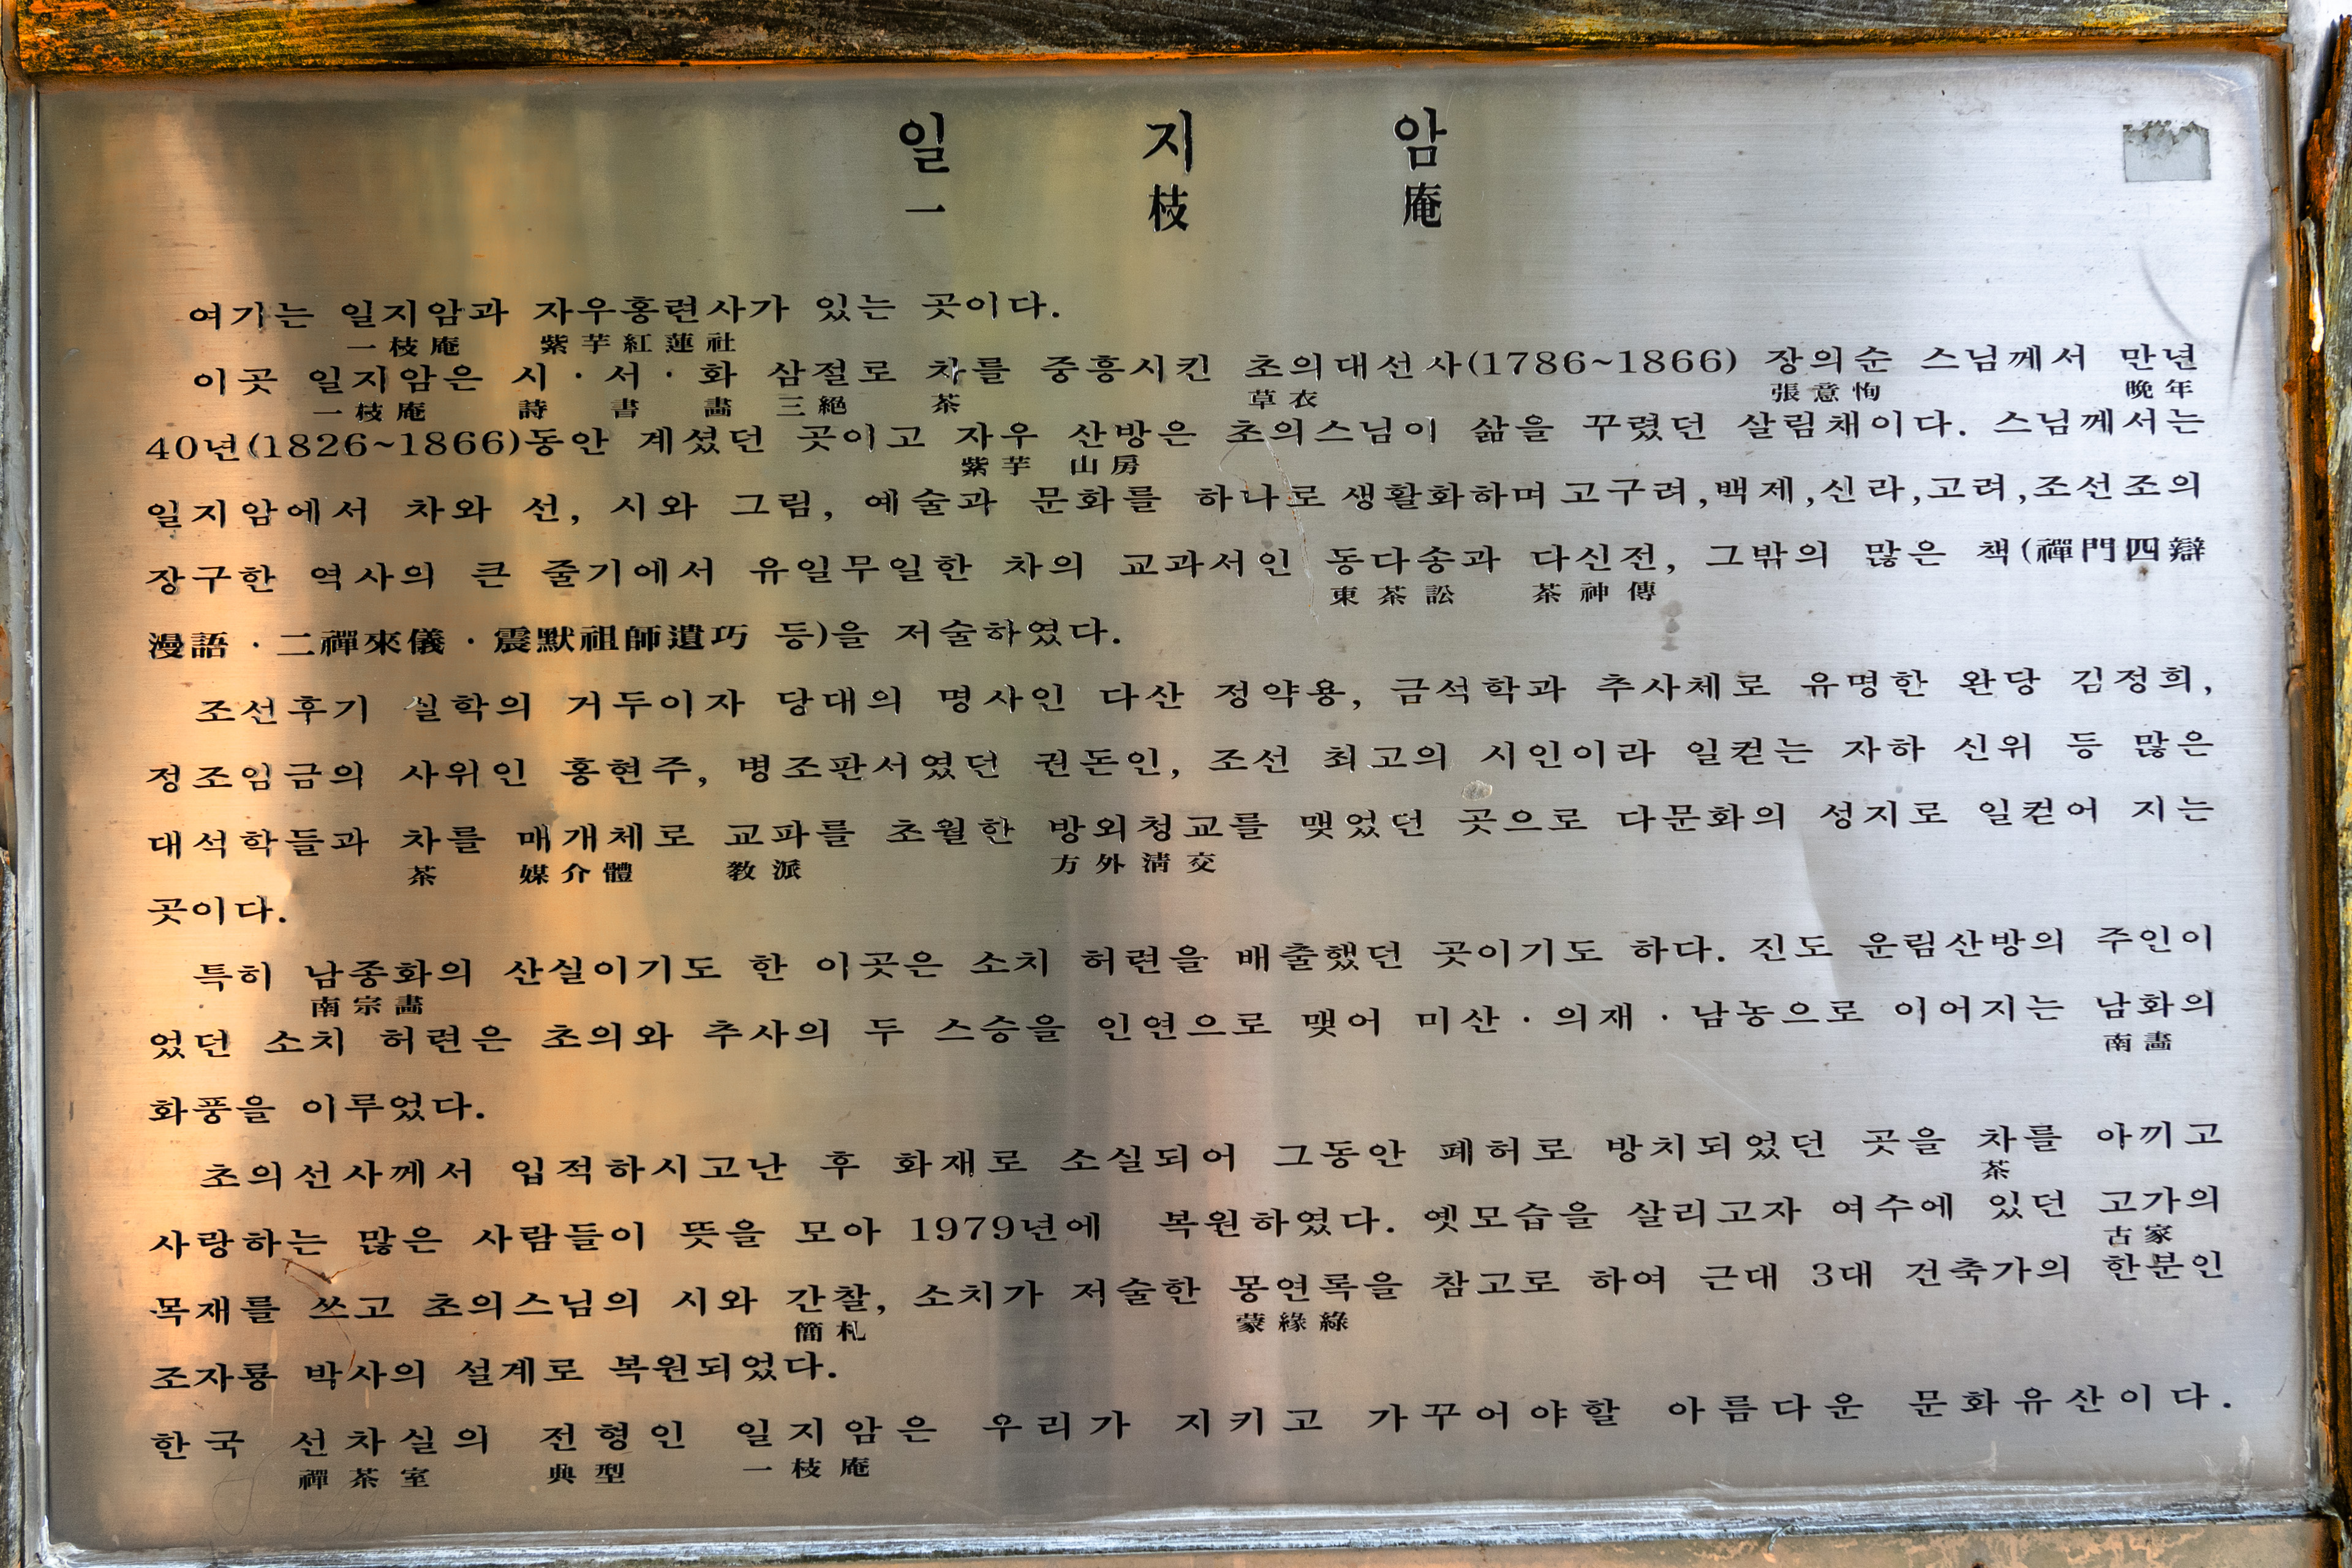 일 지 암
一 枝 庵
여기는 일지암과 자우홍련사가 있는 곳이다.
一枝庵 紫芋紅蓮社
이곳 일지암은 시 · 서 · 화 삼절로 차를 중흥시킨 초의대선사(1786~1866) 장의순 스님께서 만년
一枝庵 詩 書 畵 三絕 茶 草衣 張意恂 晩年
40년(1826~1866)동안 계셨던 곳이고 자우 산방은 초의스님이 삶을 꾸렸던 살림채이다. 스님께서는
紫芋 山房
일지암에서 차와 선, 시와 그림, 예술과 문화를 하나로 생활화하며 고구려,백제,신라,고려,조선조의
장구한 역사의 큰 줄기에서 유일무일한 차의 교과서인 동다송과 다신전, 그밖의 많은 책(禪門四辯
東茶訟 茶神傳
漫語 · 二禪來儀 · 震默祖師遺巧 등)을 저술하였다.
조선후기 실학의 거두이자 당대의 명사인 다산 정약용, 금석학과 추사체로 유명한 완당 김정희,
정조임금의 사위인 홍현주, 병조판서였던 권돈인, 조선 최고의 시인이라 일컫는 자하 신위 등 많은
대석학들과 차를 매개체로 교파를 초월한 방외청교를 맺었던 곳으로 다문화의 성지로 일컫어 지는
茶 媒介體 敎派 方外淸交
곳이다.
특히 남종화의 산실이기도 한 이곳은 소치 허련을 배출했던 곳이기도 하다. 진도 운림산방의 주인이
南宗畵
었던 소치 허련은 초의와 추사의 두 스승을 인연으로 맺어 미산 · 의재 · 남농으로 이어지는 남화의
南畵
화풍을 이루었다.
초의선사께서 입적하시고난 후 화재로 소실되어 그동안 폐허로 방치되었던 곳을 차를 아끼고
茶
사랑하는 많은 사람들이 뜻을 모아 1979년에 복원하였다. 옛모습을 살리고자 여수에 있던 고가의
古家
목재를 쓰고 초의스님의 시와 간찰, 소치가 저술한 몽연록을 참고로 하여 근대 3대 건축가의 한분인
簡札 蒙緣綠
조자룡 박사의 설계로 복원되었다.
한국 선차실의 전형인 일지암은 우리가 지키고 가꾸어야할 아름다운 문화유산이다.
禪茶室 典型 一枝庵